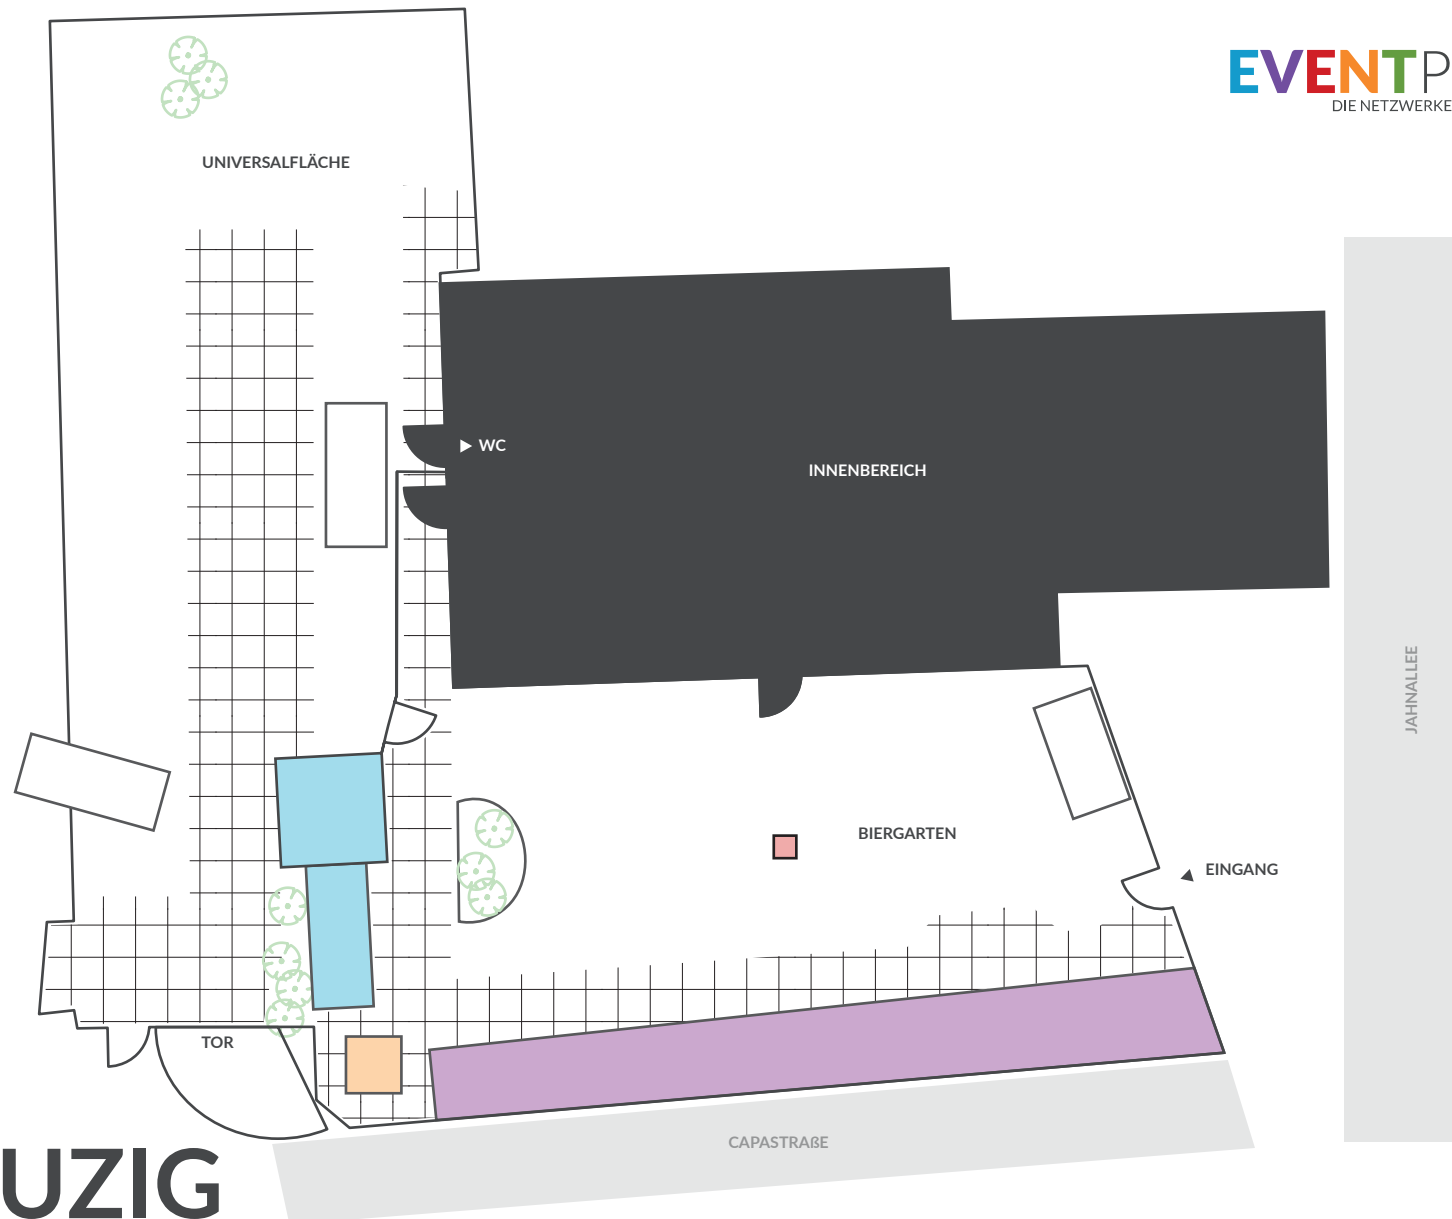 EVENTP
DIE NETZWERKE
UNIVERSALFLÄCHE
WC
INNENBEREICH
JAHNALLEE
BIERGARTEN
EINGANG
TOR
CAPASTRAßE
UZIG